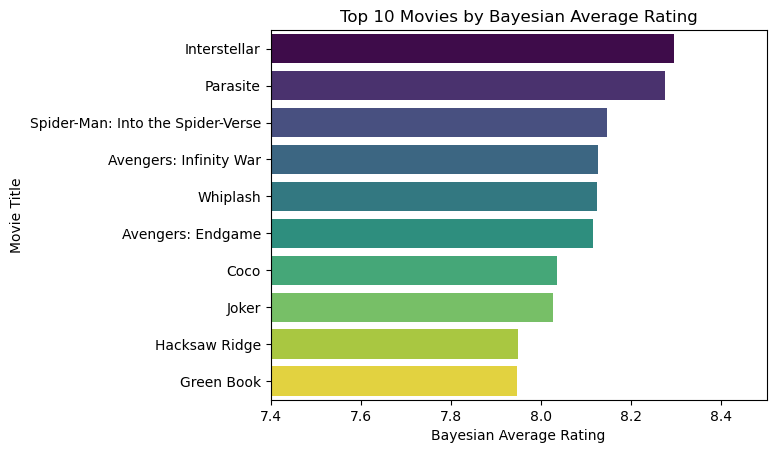 Top 10 Movies by Bayesian Average Rating
Interstellar
Parasite
Spider-Man: Into the Spider-Verse
Avengers: Infinity War
Whiplash
Avengers: Endgame
Coco
Joker
Hacksaw Ridge
Green Book
Movie Title
7.4 7.6 7.8 8.0 8.2 8.4
Bayesian Average Rating